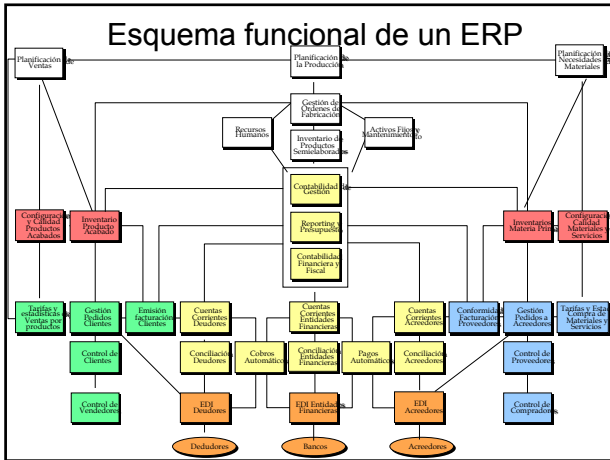 Esquema funcional de un ERP
Planificación de
Ventas
Planificación de
la Producción
Planificación
Necesidades de
Materiales
Gestión de
Ordenes de
Fabricación
Recursos
Humanos
Activos Fijos y
Mantenimiento
Inventario de
Productos
Semielaborados
Contabilidad de
Gestión
Configuración
y Calidad
Productos
Acabados
Inventario
Producto
Acabado
Reporting y
Presupuesto
Inventarios
Materia Prima
Configuración
Calidad
Materiales y
Servicios
Contabilidad
Financiera y
Fiscal
Tarifas y
estadísticas de
Ventas por
productos
Gestión
Pedidos
Clientes
Emisión
facturación
Clientes
Cuentas
Corrientes
Deudores
Cuentas
Corrientes
Entidades
Financieras
Cuentas
Corrientes
Acreedores
Conformidad
Facturación
Proveedores
Gestión
Pedidos a
Acreedores
Tarifas y Estad.
Compra de
Materiales y
Servicios
Control de
Clientes
Conciliación
Deudores
Cobros
Automáticos
Conciliación
Entidades
Financieras
Pagos
Automáticos
Conciliación
Acreedores
Control de
Proveedores
Control de
Vendedores
EDI
Deudores
EDI Entidades
Financieras
EDI
Acreedores
Control de
Compradores
Dedudores
Bancos
Acreedores